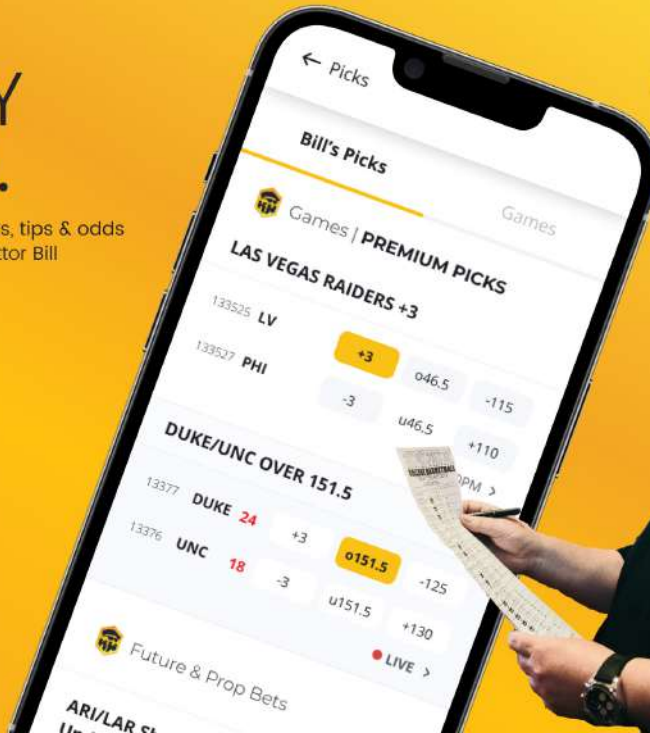 Y
.
s, tips & odds
tor Bill
← Picks
Bill's Picks
Games
Games | PREMIUM PICKS
LAS VEGAS RAIDERS +3
133525 LV +3 o46.5 -115
133527 PHI -3 u46.5 +110
PM >
DUKE/UNC OVER 151.5
13377 DUKE 24 +3 o151.5 -125
13376 UNC 18 -3 u151.5 +130
LIVE >
Future & Prop Bets
ARI/LAR